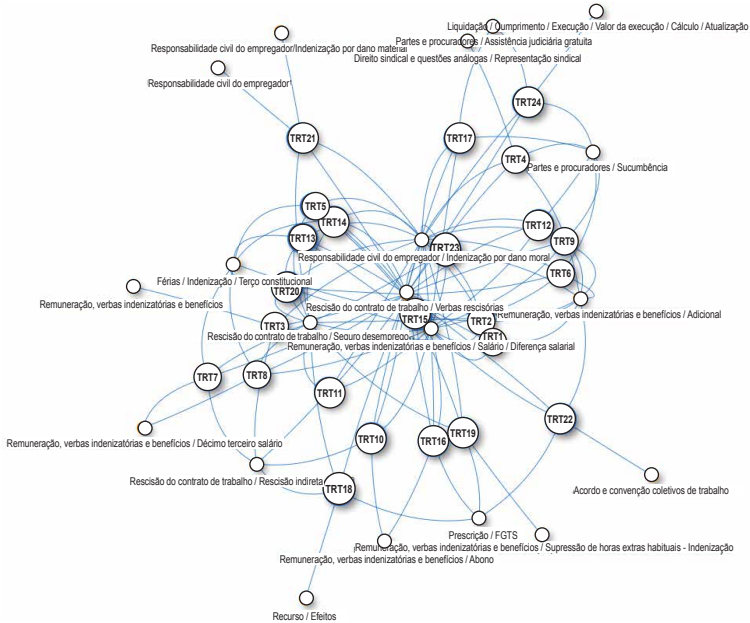 Liquidação / Cumprimento / Execução / Valor da execução / Cálculo / Atualização
Partes e procuradores / Assistência judiciária gratuita
Responsabilidade civil do empregador/Indenização por dano material
Direito sindical e questões análogas / Representação sindical
Responsabilidade civil do empregador
TRT24
TRT21
TRT17
TRT4
Partes e procuradores / Sucumbência
TRT5
TRT14
TRT12
TRT13
TRT9
TRT23
Responsabilidade civil do empregador / Indenização por dano moral
TRT6
Férias / Indenização / Terço constitucional
TRT20
Remuneração, verbas indenizatórias e benefícios
Rescisão do contrato de trabalho / Verbas rescisórias
Remuneração, verbas indenizatórias e benefícios / Adicional
TRT15
TRT2
TRT3
Rescisão do contrato de trabalho / Seguro desemprego
TRT1
Remuneração, verbas indenizatórias e benefícios / Salário / Diferença salarial
TRT7
TRT8
TRT11
TRT22
Remuneração, verbas indenizatórias e benefícios / Décimo terceiro salário
TRT10
TRT16
TRT19
Rescisão do contrato de trabalho / Rescisão indireta
TRT18
Acordo e convenção coletivos de trabalho
Prescrição / FGTS
Remuneração, verbas indenizatórias e benefícios / Supressão de horas extras habituais - Indenização
Remuneração, verbas indenizatórias e benefícios / Abono
Recurso / Efeitos